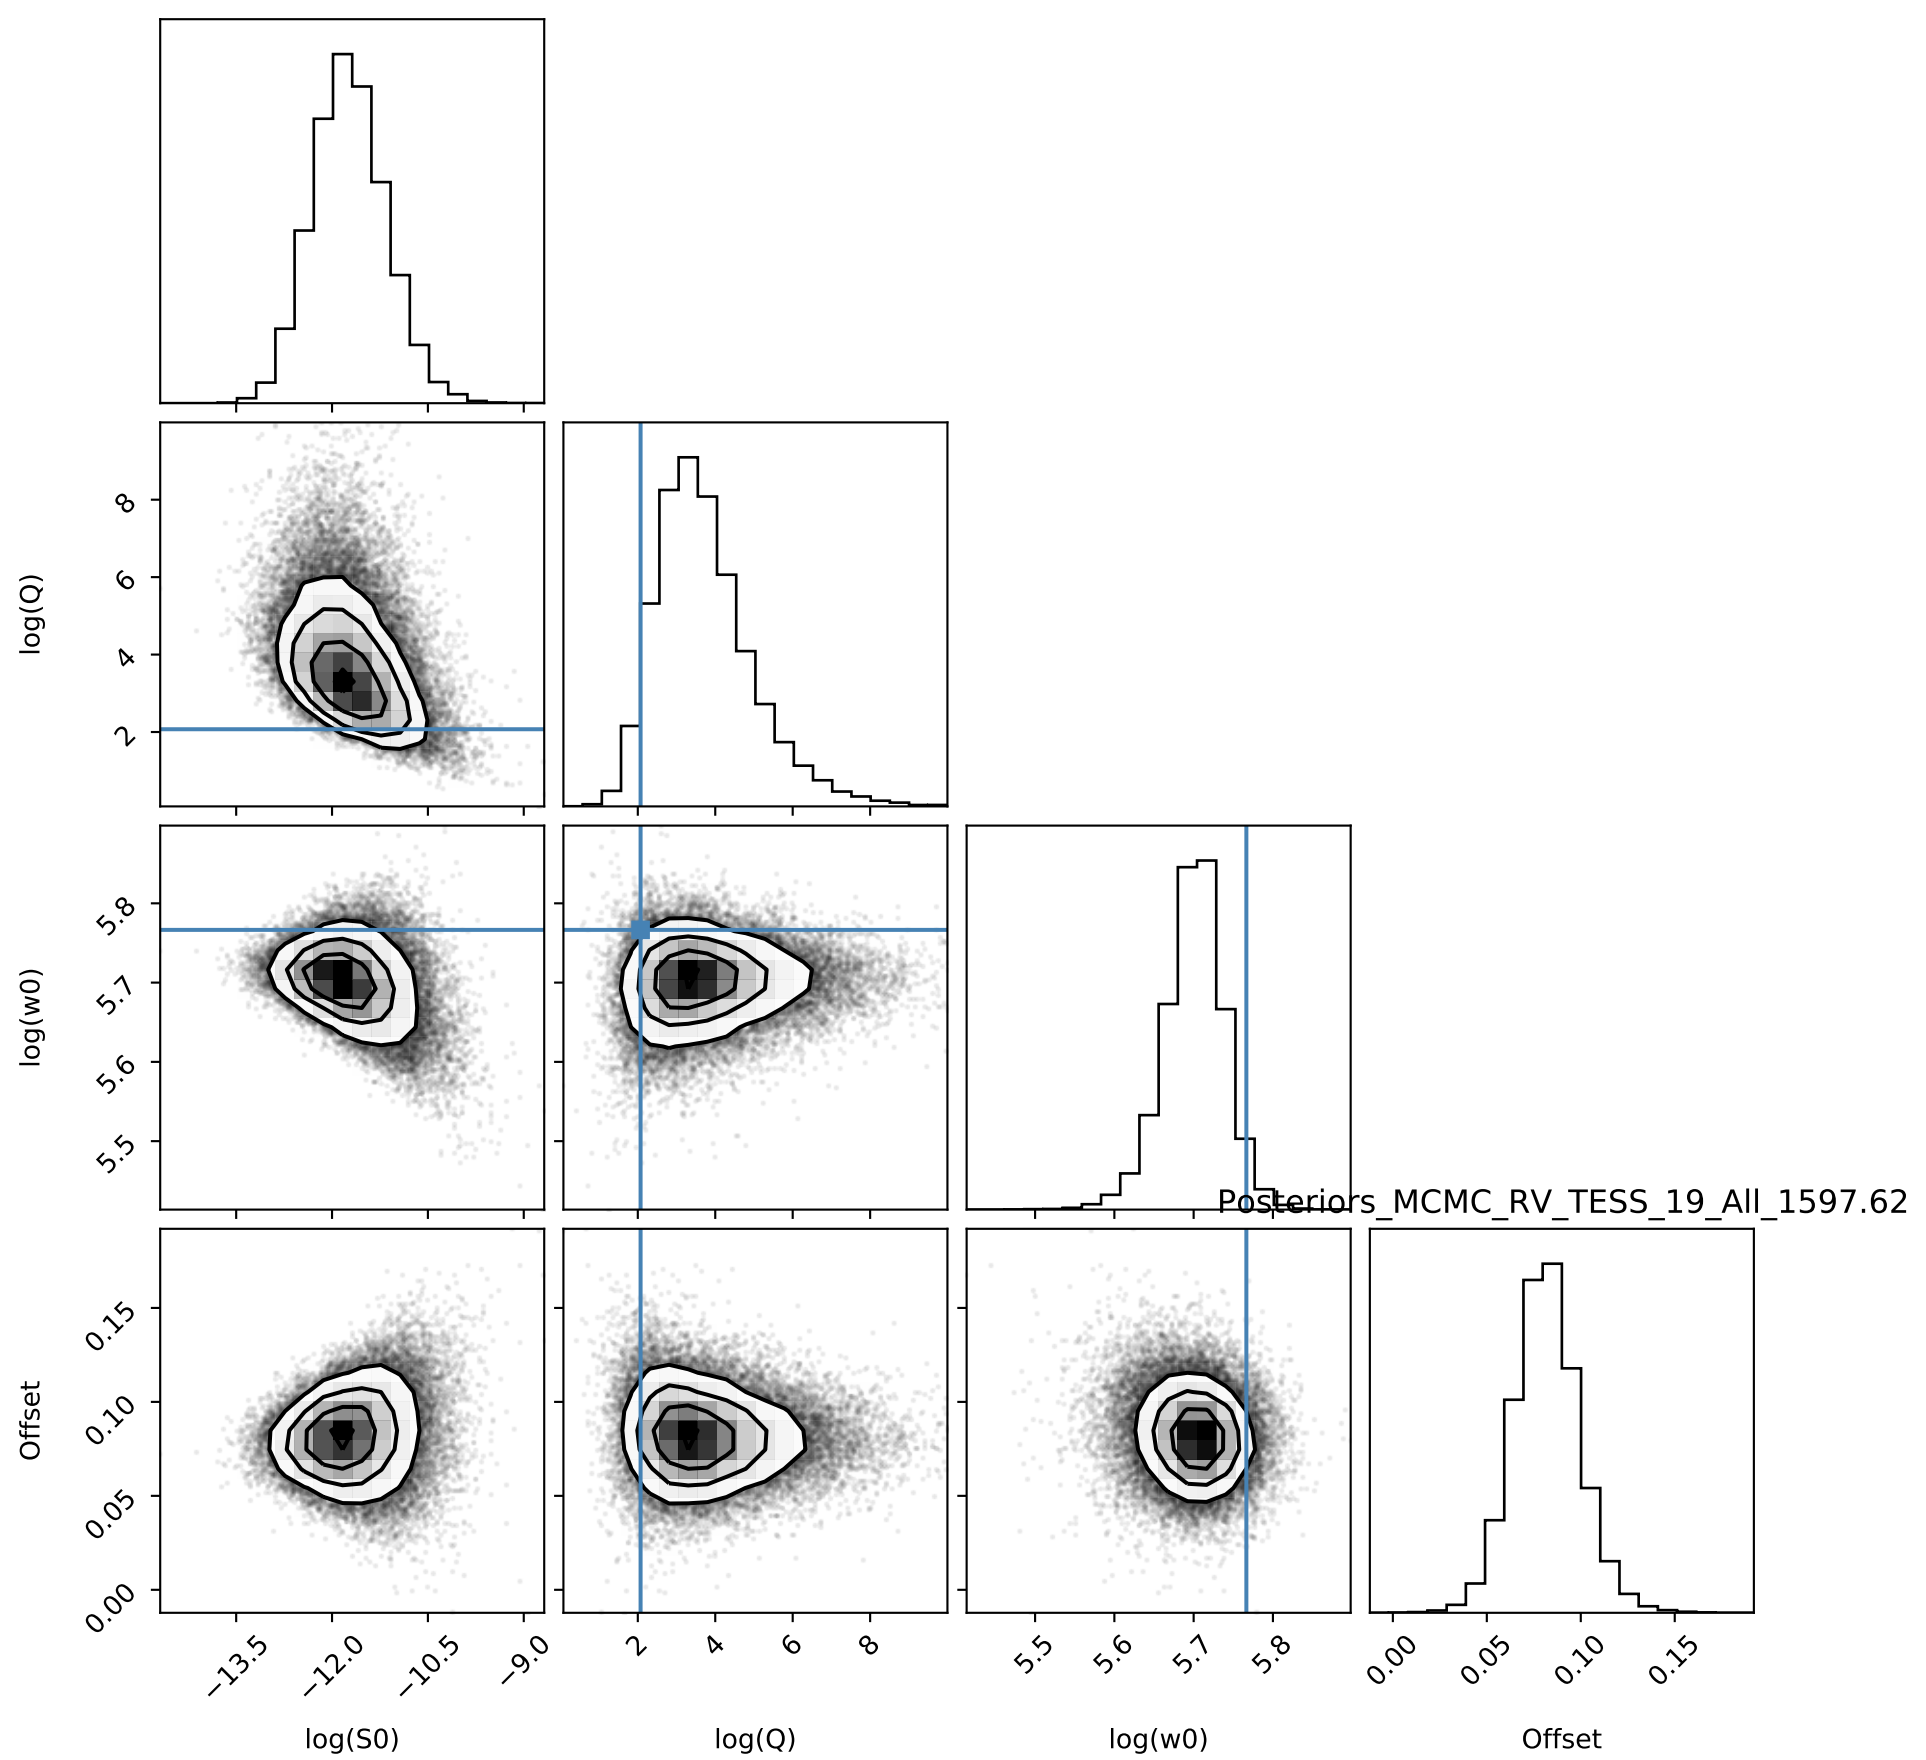 log(Q)
8
6
4
2
log(w0)
5.8
5.7
5.6
5.5
Posteriors_MCMC_RV_TESS_19_All_1597.62
Offset
0.15
0.10
0.05
0.00
−13.5 −12.0 −10.5 −9.0
2 4 6 8
5.5 5.6 5.7 5.8
0.00 0.05 0.10 0.15
log(S0)
log(Q)
log(w0)
Offset